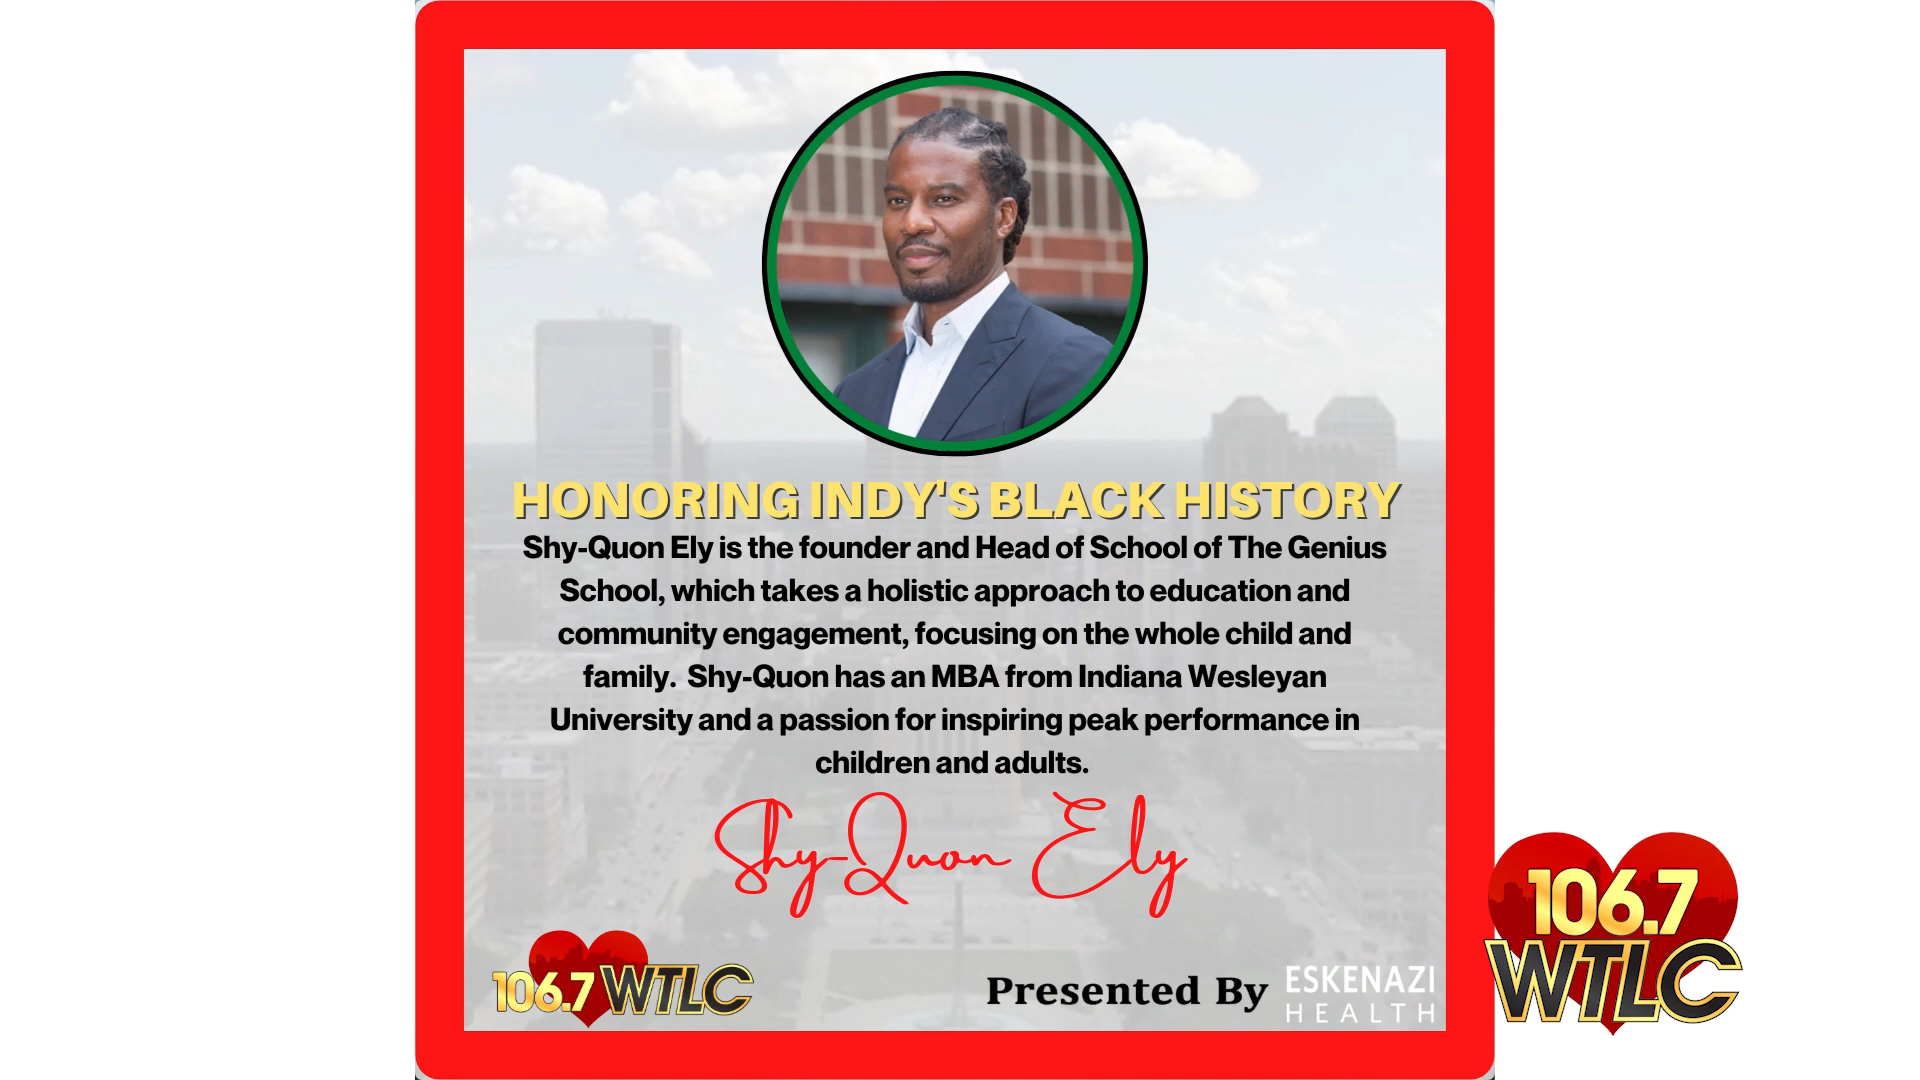 HONORING INDY'S BLACK HISTORY
Shy-Quon Ely is the founder and Head of School of The Genius
School, which takes a holistic approach to education and
community engagement, focusing on the whole child and
family. Shy-Quon has an MBA from Indiana Wesleyan
University and a passion for inspiring peak performance in
children and adults.
Shy-Quon Ely
106.7 WTLC
Presented By
ESKENAZI
HEALTH
106.7
WTLC